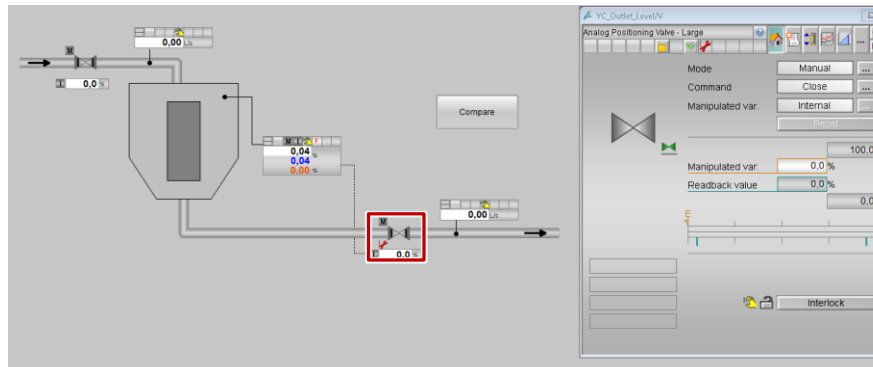 YC_Outlet_Level/V
Analog Positioning Valve - Large
0,00 L/s
M
I 0,0 %
Mode Manual ...
Command Close ...
Manipulated var. Internal ...
Reset
100,0
Manipulated var. 0,0 %
Readback value 0,0 %
0,0
E
Interlock
Compare
M I F
0,04 %
0,04
0,00 %
0,00 L/s
M
E 0,0 %